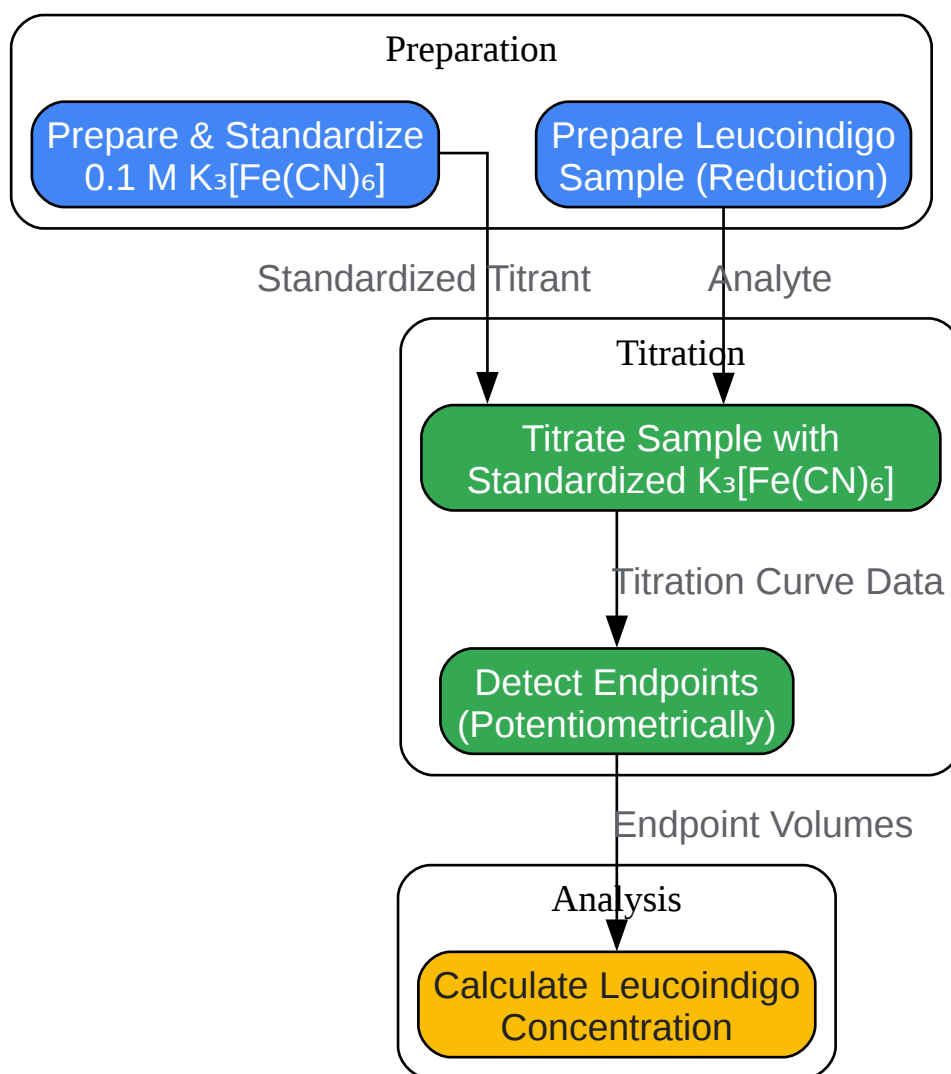 Preparation
Prepare & Standardize
0.1 M K₃[Fe(CN)₆]
Prepare Leucoindigo
Sample (Reduction)
Standardized Titrant
Analyte
Titration
Titrate Sample with
Standardized K₃[Fe(CN)₆]
Titration Curve Data
Detect Endpoints
(Potentiometrically)
Endpoint Volumes
Analysis
Calculate Leucoindigo
Concentration